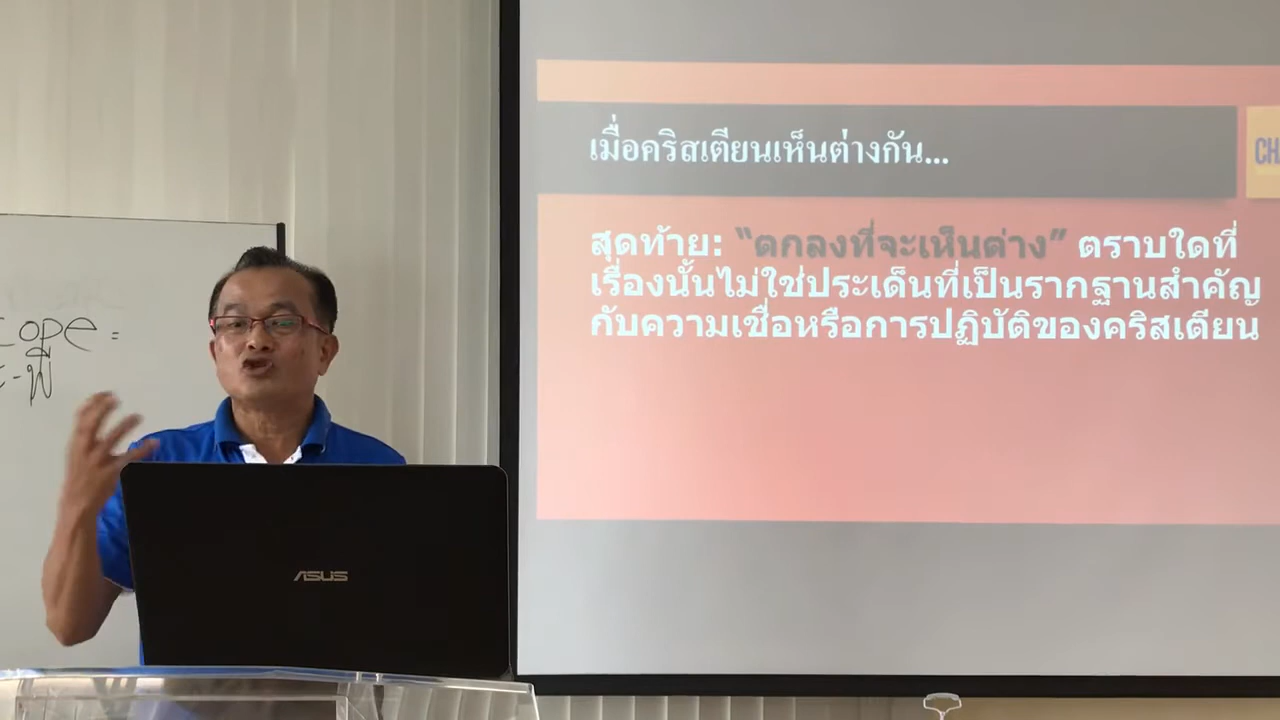 เมื่อคริสเตียนเห็นต่างกัน...
CH
สุดท้าย: “ตกลงที่จะเห็นต่าง” ตราบใดที่
เรื่องนั้นไม่ใช่ประเด็นที่เป็นรากฐานสำคัญ
กับความเชื่อหรือการปฏิบัติของคริสเตียน
cope =
ASUS